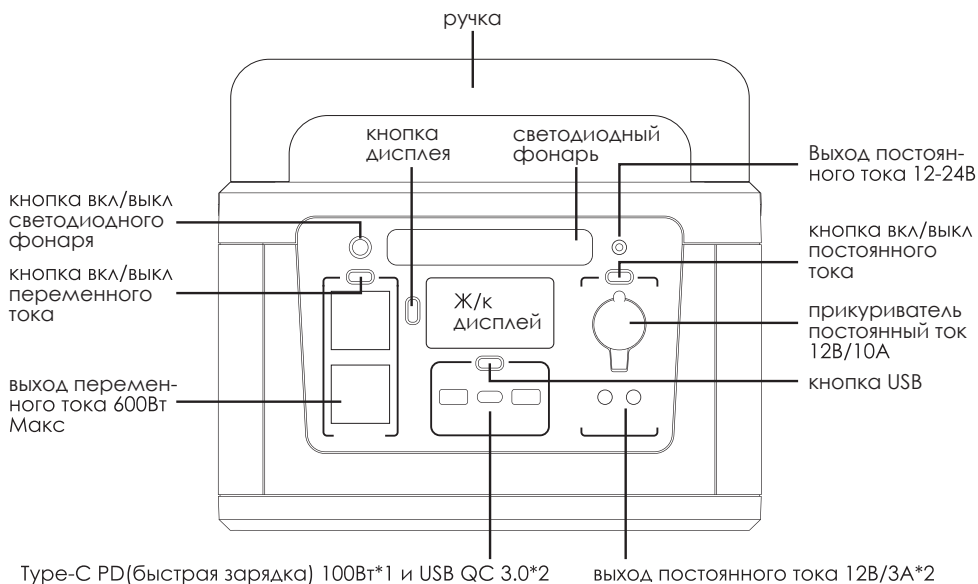 ручка
кнопка
дисплея
светодиодный
фонарь
Выход постоян-
ного тока 12-24В
кнопка вкл/выкл
светодиодного
фонаря
кнопка вкл/выкл
постоянного
тока
кнопка вкл/выкл
переменного
тока
Ж/к
дисплей
прикуриватель
постоянный ток
12В/10А
кнопка USB
выход перемен-
ного тока 600Вт
Макс
Type-C PD(быстрая зарядка) 100Вт*1 и USB QC 3.0*2
выход постоянного тока 12В/3А*2